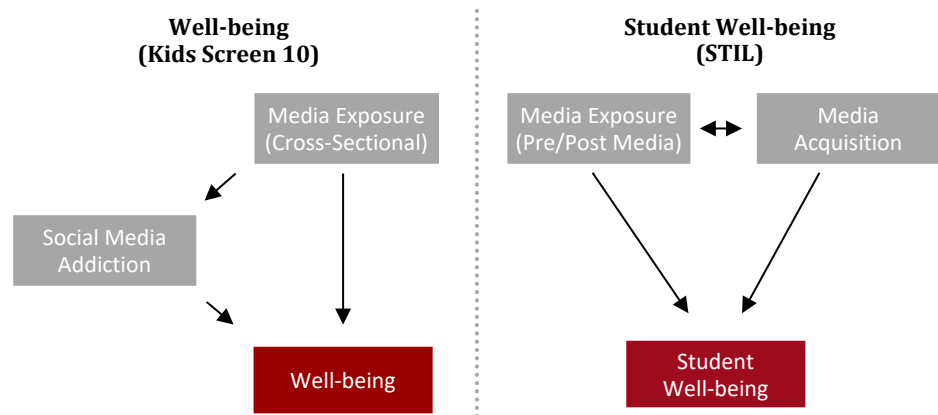 Well-being
(Kids Screen 10)
Media Exposure
(Cross-Sectional)
Social Media
Addiction
Well-being
Student Well-being
(STIL)
Media Exposure
(Pre/Post Media)
Media
Acquisition
Student
Well-being